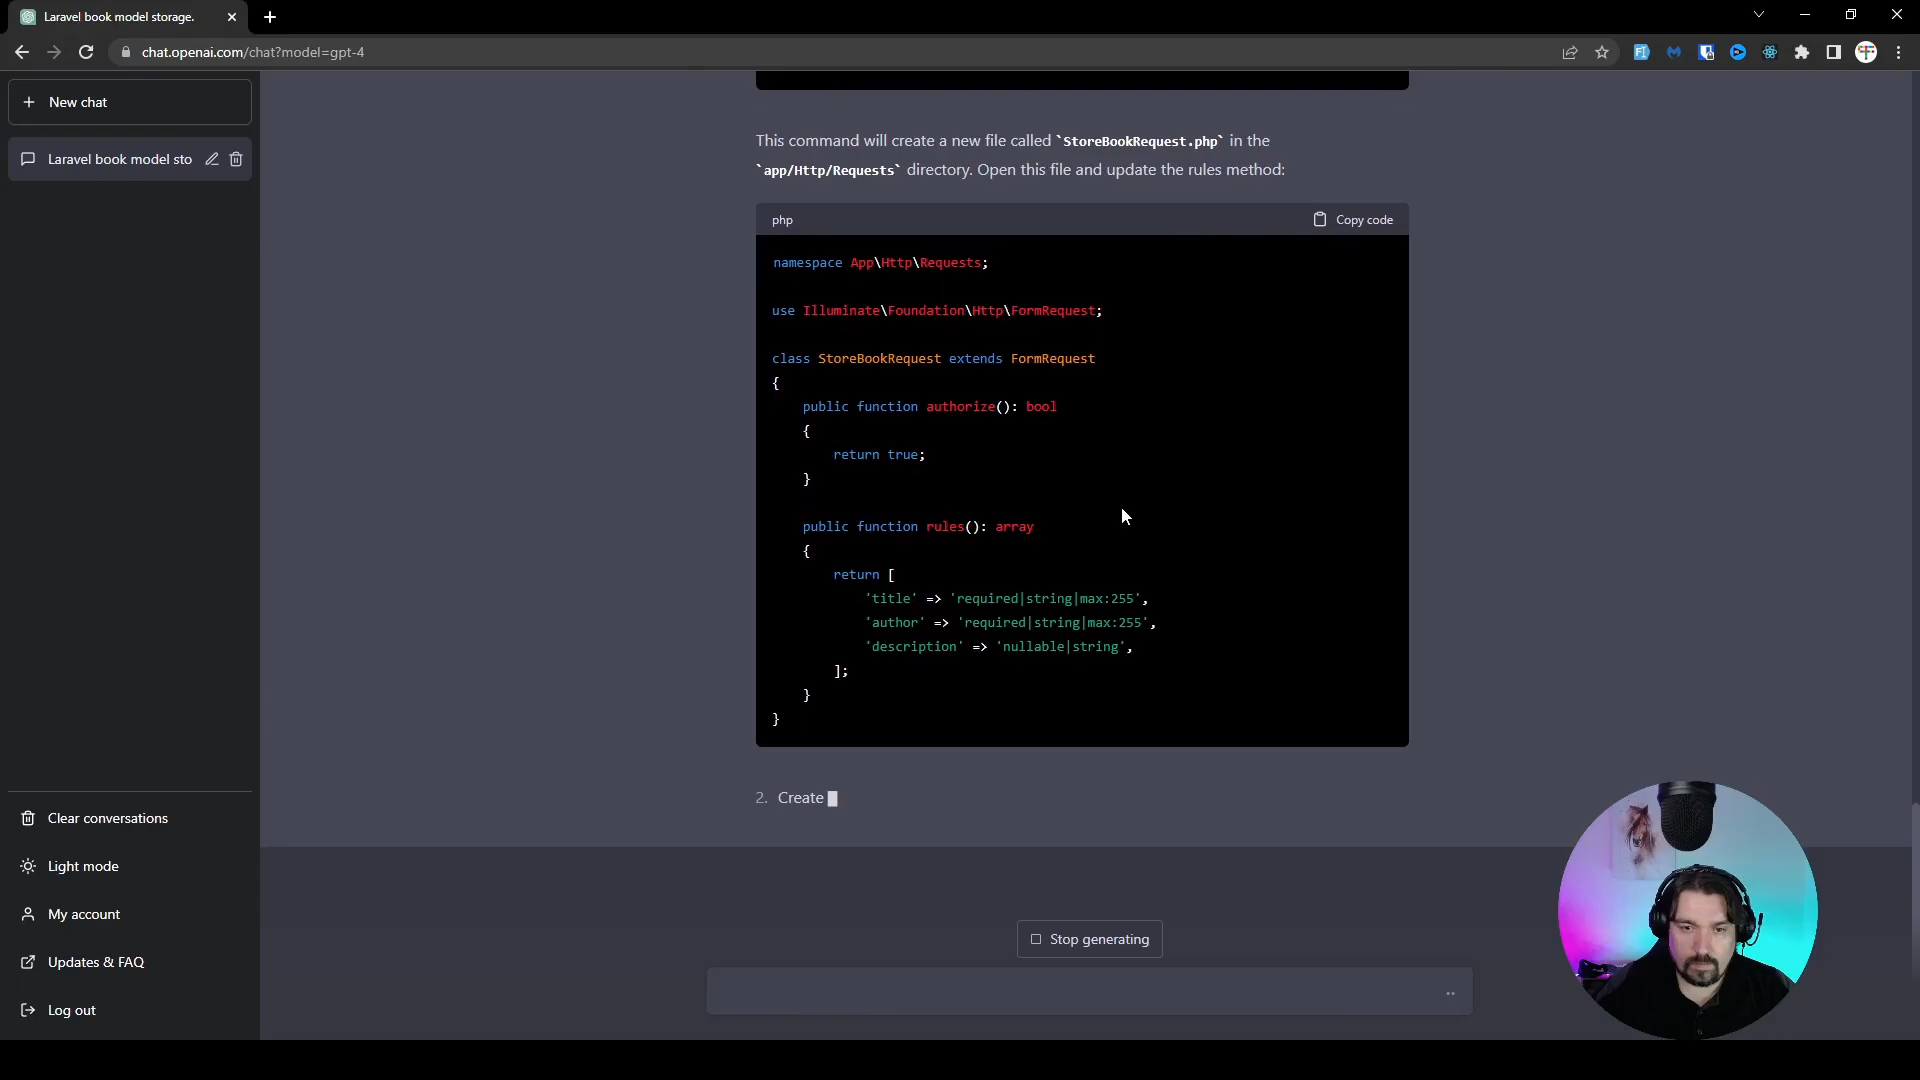 Laravel book model storage.
chat.openai.com/chat?model=gpt-4
New chat
Laravel book model sto
This command will create a new file called `StoreBookRequest.php` in the
`app/Http/Requests` directory. Open this file and update the rules method:
php
Copy code
namespace App\Http\Requests;
use Illuminate\Foundation\Http\FormRequest;
class StoreBookRequest extends FormRequest
{
public function authorize(): bool
{
return true;
}
public function rules(): array
{
return [
'title' => 'required|string|max:255',
'author' => 'required|string|max:255',
'description' => 'nullable|string',
];
}
}
2. Create
Clear conversations
Light mode
My account
Updates & FAQ
Log out
Stop generating